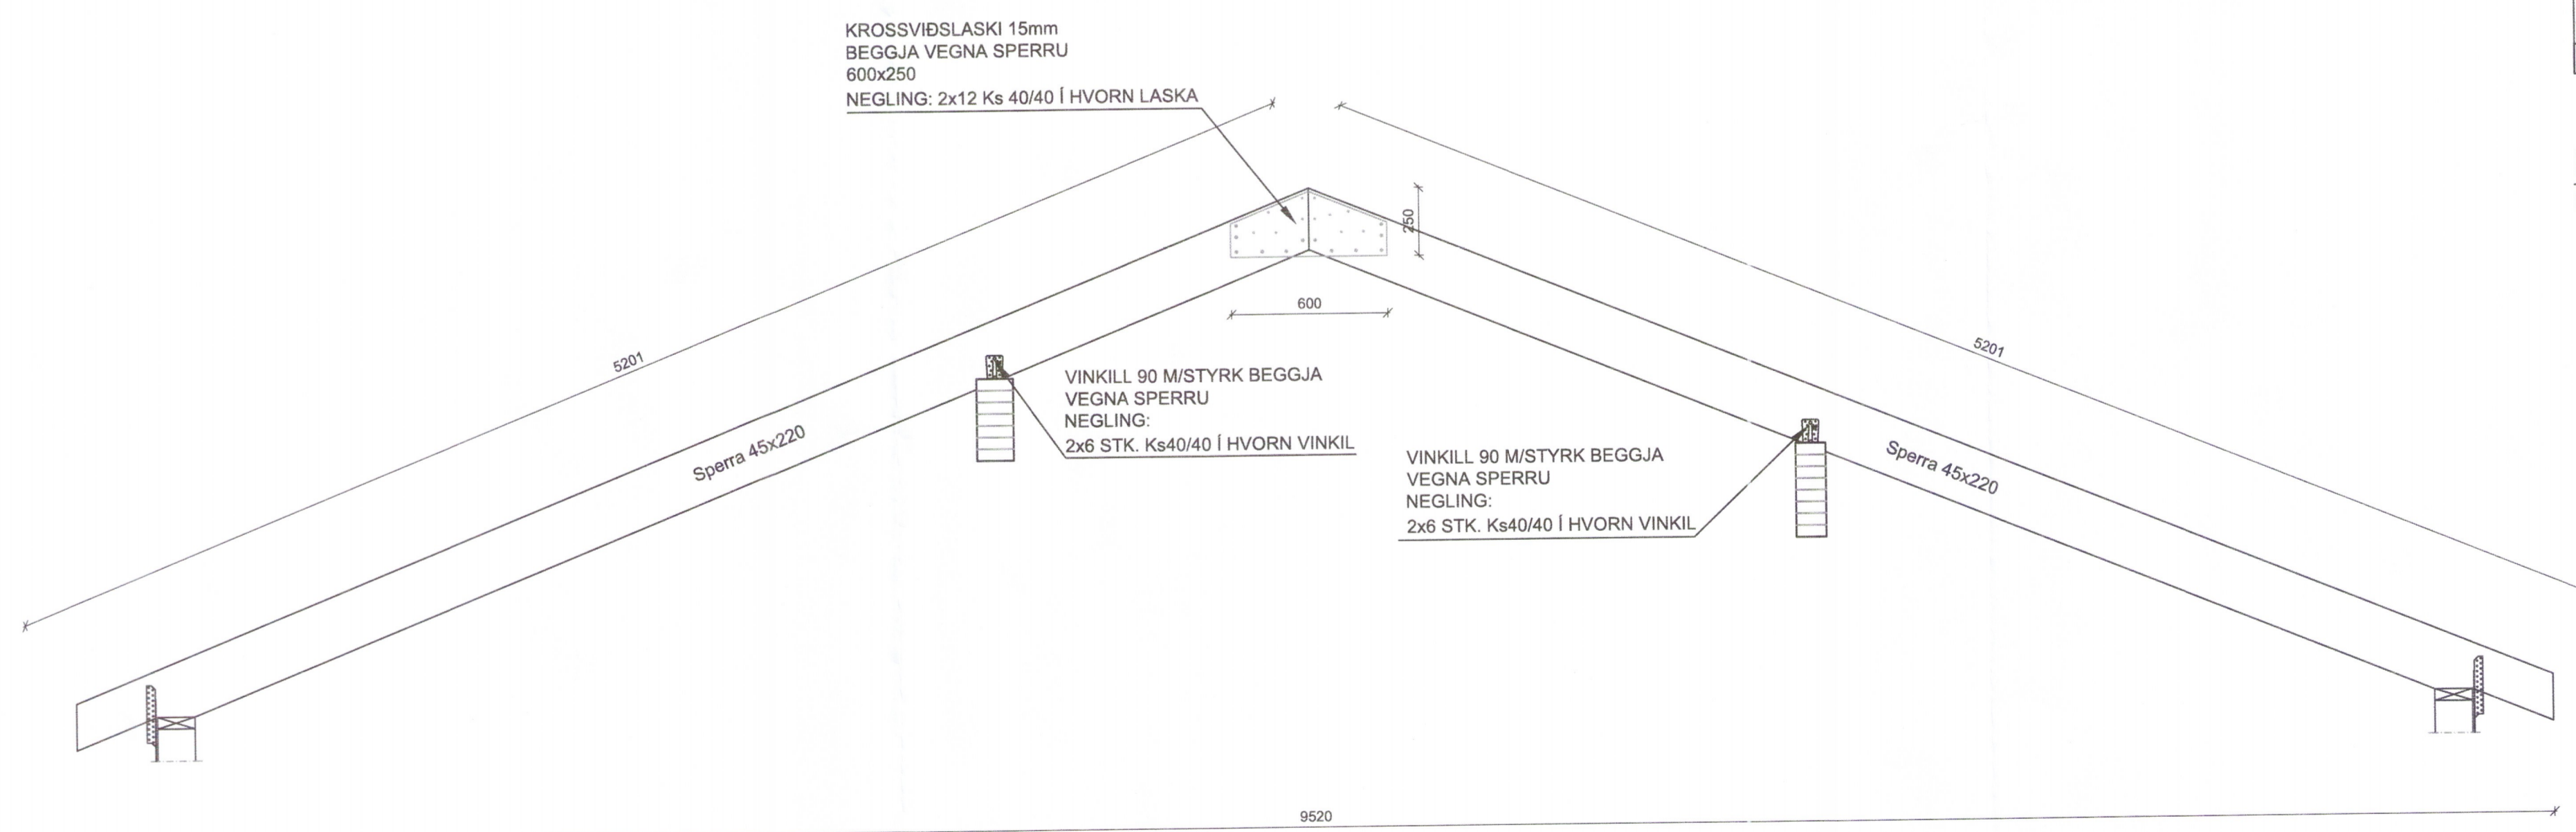 KROSSVIÐSLASKI 15mm
BEGGJA VEGNA SPERRU
600x250
NEGLING: 2x12 Ks 40/40 Í HVORN LASKA
250
600
5201
5201
Sperra 45x220
VINKILL 90 M/STYRK BEGGJA
VEGNA SPERRU
NEGLING:
2x6 STK. Ks40/40 Í HVORN VINKIL
VINKILL 90 M/STYRK BEGGJA
VEGNA SPERRU
NEGLING:
2x6 STK. Ks40/40 Í HVORN VINKIL
Sperra 45x220
9520